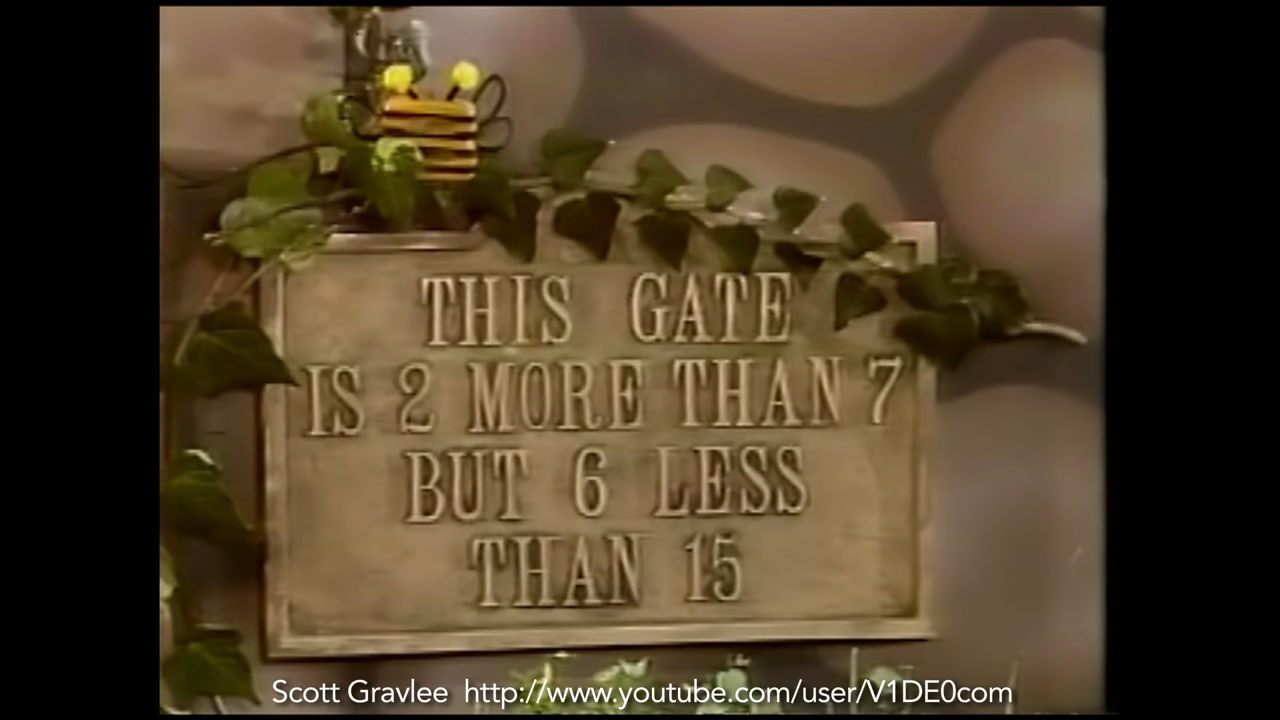 THIS GATE
IS 2 MORE THAN 7
BUT 6 LESS
THAN 15
Scott Gravlee http://www.youtube.com/user/V1DE0com